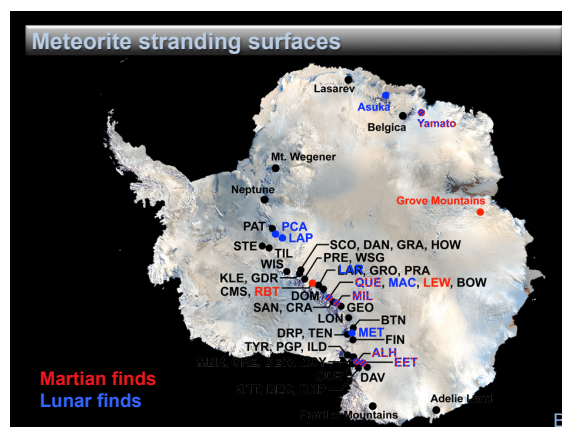 Meteorite stranding surfaces
Lasarev
Asuka
Belgica
Yamato
Mt. Wegener
Neptune
Grove Mountains
PAT
PCA
LAP
STE
TIL
SCO, DAN, GRA, HOW
PRE, WSG
WIS
LAR, GRO, PRA
KLE, GDR
QUE, MAC, LEW, BOW
CMS, RBT
DOM
MIL
SAN, CRA
GEO
LON
BTN
DRP, TEN
MET
FIN
TYR, PGP, ILD
ALH
EET
DAV
Martian finds
Lunar finds
Frontier Mountains
Adelie Land